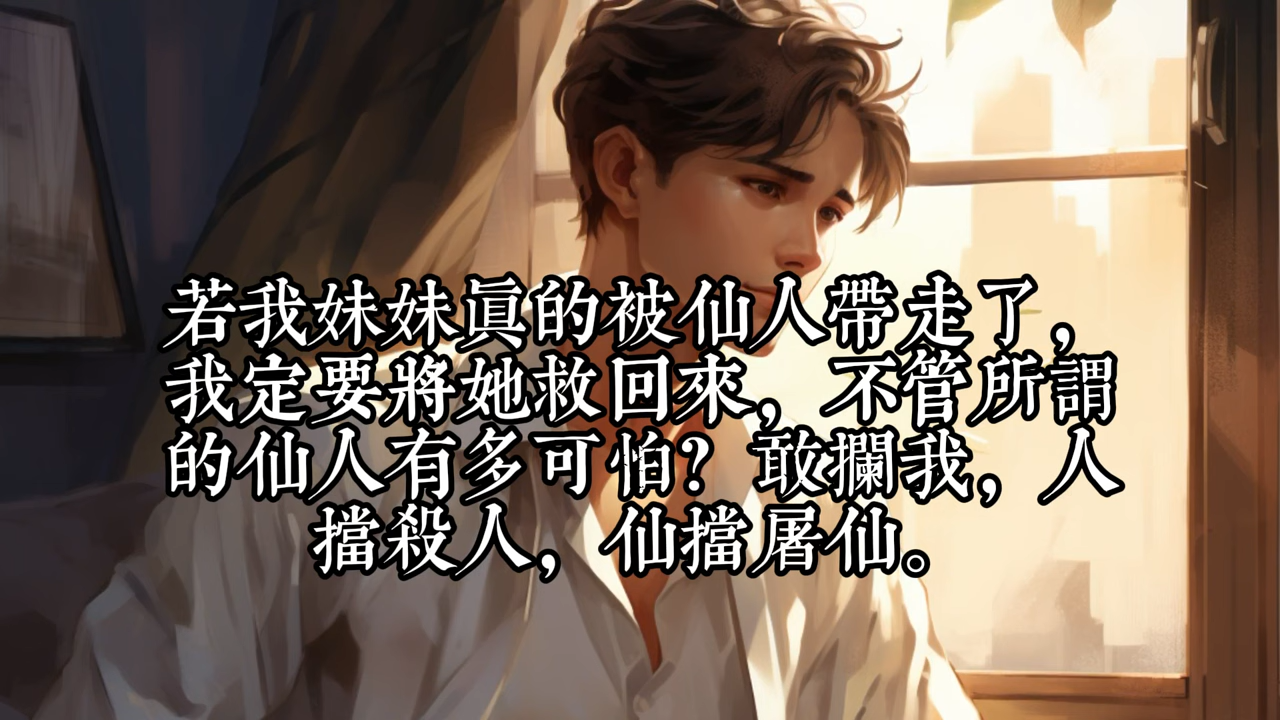 若我妹妹眞的被仙人帶走了，
我定要將她救回來，不管所謂
的仙人有多可怕？敢攔我，人
擋殺人，仙擋屠仙。